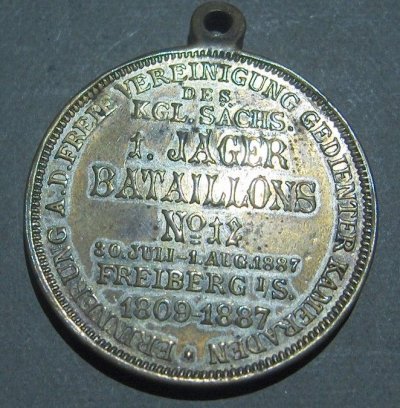 ERINNERUNG A.D. FREIE VEREINIGUNG GEDIENTER KAMERADEN
DES
KGL. SÄCHS.
1. JÄGER
BATAILLONS
No 12
30. JULI - 1. AUG. 1887
FREIBERG I/S.
1809-1887